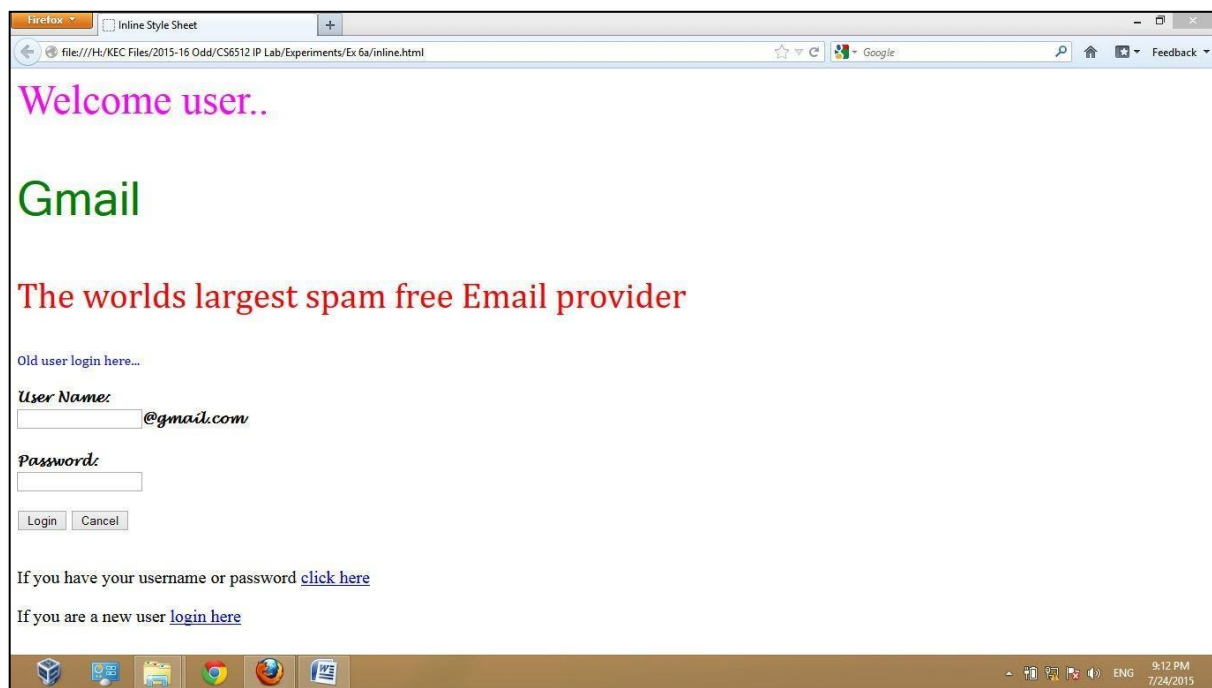 Firefox
Inline Style Sheet
file:///H:/KEC Files/2015-16 Odd/CS6512 IP Lab/Experiments/Ex 6a/inline.html
Google
Feedback
Welcome user..
Gmail
The worlds largest spam free Email provider
Old user login here...
User Name:
@gmail.com
Password:
Login Cancel
If you have your username or password click here
If you are a new user login here
ENG
9:12 PM
7/24/2015